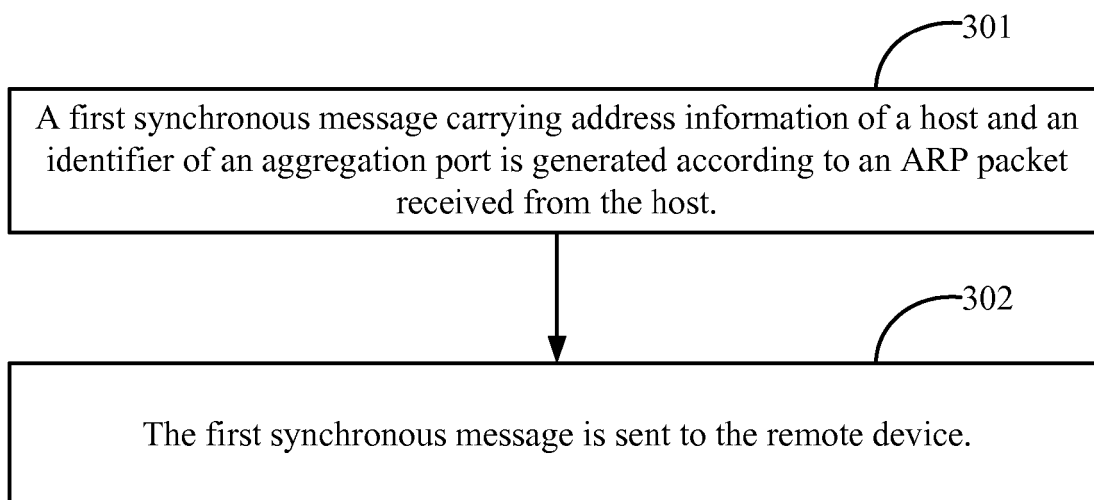 301
A first synchronous message carrying address information of a host and an
identifier of an aggregation port is generated according to an ARP packet
received from the host.
302
The first synchronous message is sent to the remote device.